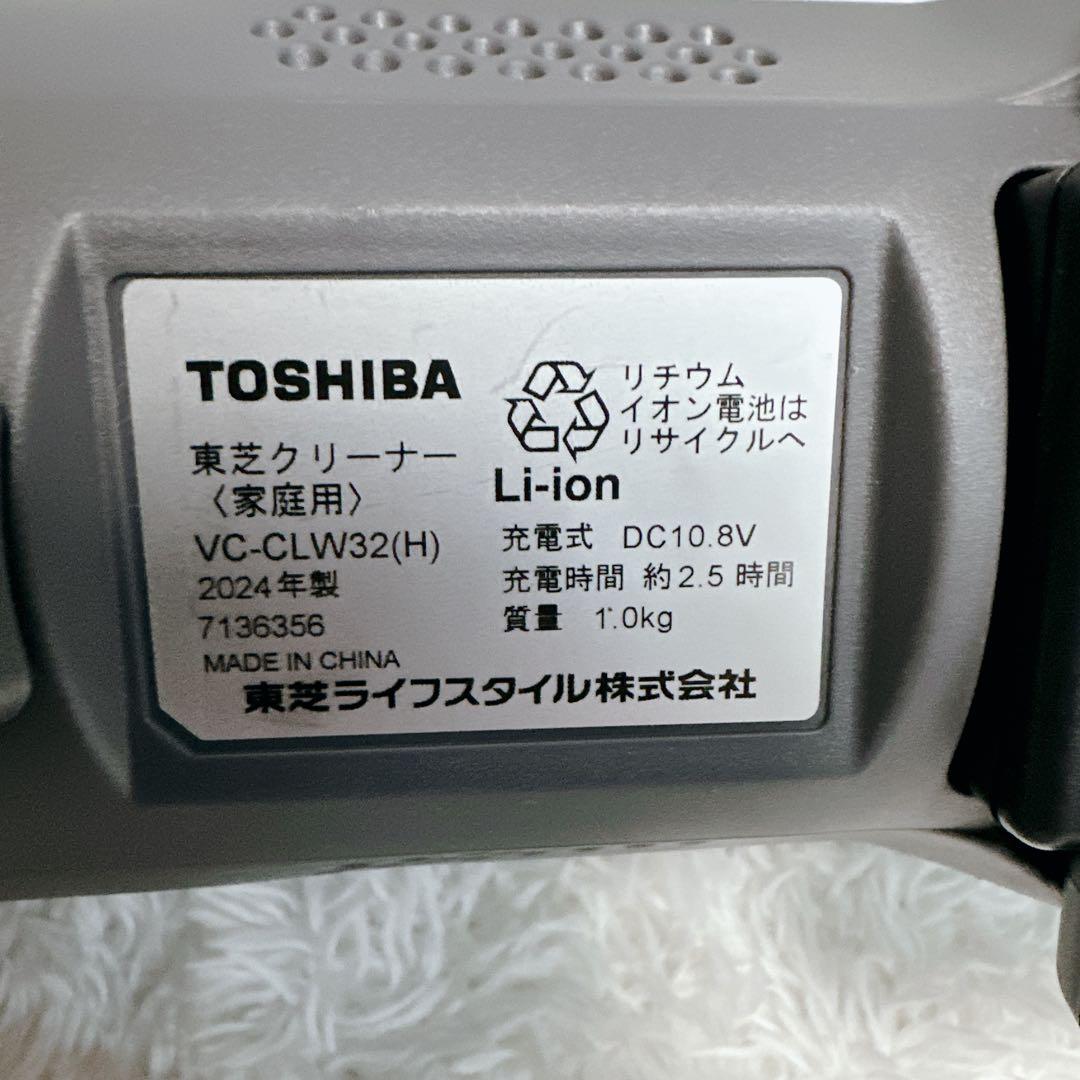 TOSHIBA
東芝クリーナー
〈家庭用〉
VC-CLW32(H)
2024年製
7136356
MADE IN CHINA
リチウム
イオン電池は
リサイクルへ
Li-ion
充電式 DC10.8V
充電時間 約2.5時間
質量 1.0kg
東芝ライフスタイル株式会社